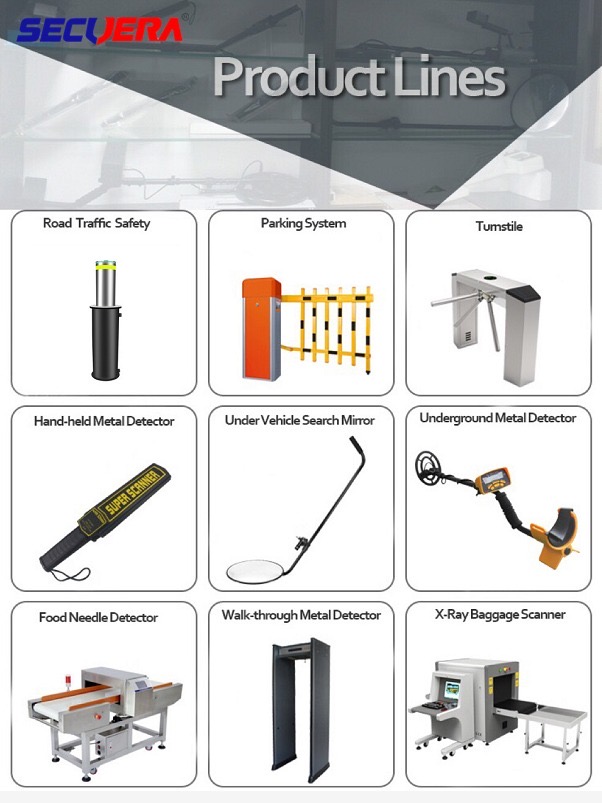 SECUERA
Product Lines
Road Traffic Safety
Parking System
Turnstile
Hand-held Metal Detector
Under Vehicle Search Mirror
Underground Metal Detector
SUPER SCANNER
Food Needle Detector
Walk-through Metal Detector
X-Ray Baggage Scanner